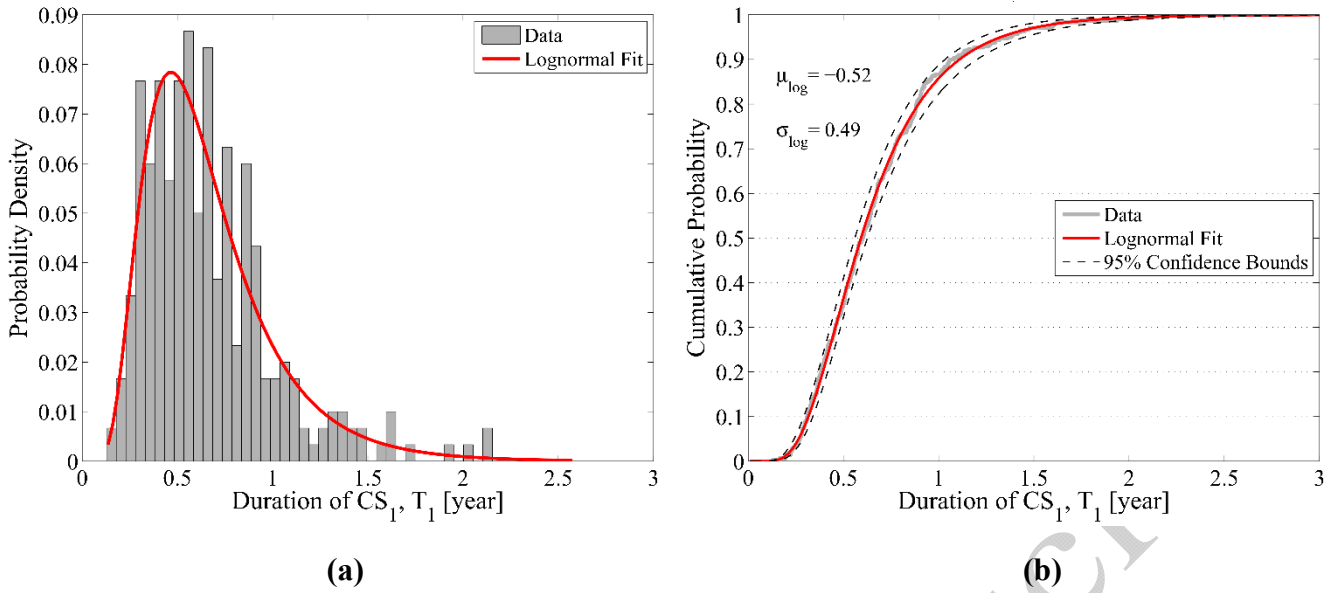 0.09
0.08
0.07
0.06
0.05
0.04
0.03
0.02
0.01
0
Probability Density
Data
Lognormal Fit
0 0.5 1 1.5 2 2.5 3
Duration of CS1, T1 [year]
(a)
1
0.9
0.8
0.7
0.6
0.5
0.4
0.3
0.2
0.1
0
Cumulative Probability
μlog= −0.52
σlog= 0.49
Data
Lognormal Fit
95% Confidence Bounds
0 0.5 1 1.5 2 2.5 3
Duration of CS1, T1 [year]
(b)